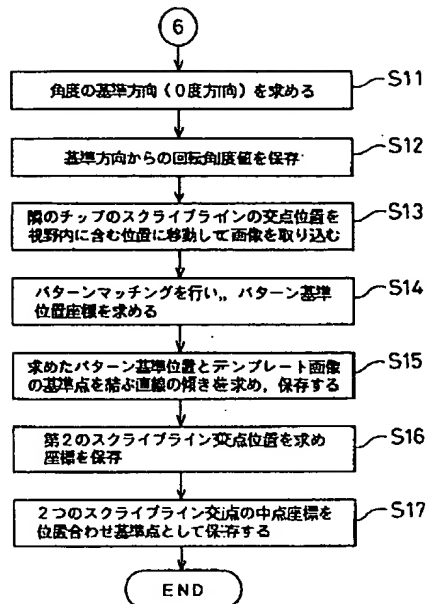 6
角度の基準方向(0度方向)を求める
S11
基準方向からの回転角度値を保存
S12
隣のチップのスクライブラインの交点位置を
視野内に含む位置に移動して画像を取り込む
S13
パターンマッチングを行い、パターン基準
位置座標を求める
S14
求めたパターン基準位置とテンプレート画像
の基準点を結ぶ直線の傾きを求め,保存する
S15
第2のスクライブライン交点位置を求め
座標を保存
S16
2つのスクライブライン交点の中点座標を
位置合わせ基準点として保存する
S17
END